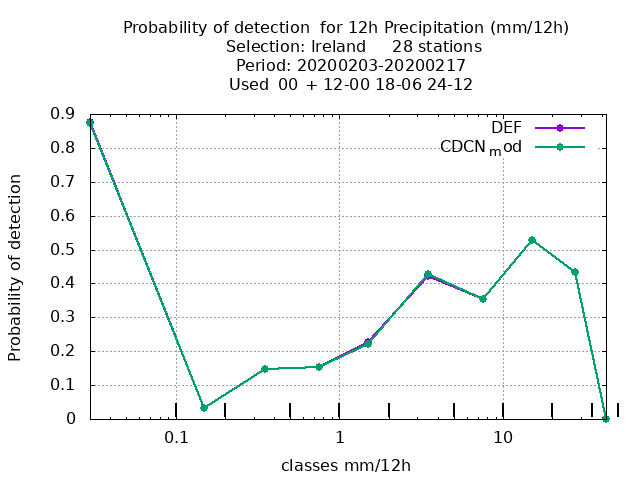 Probability of detection  for 12h Precipitation (mm/12h)
Selection: Ireland     28 stations
Period: 20200203-20200217
Used  00  + 12-00 18-06 24-12
DEF
CDCNmod
0.9
0.8
0.7
0.6
0.5
0.4
0.3
0.2
0.1
0
Probability of detection
0.1
1
10
classes mm/12h